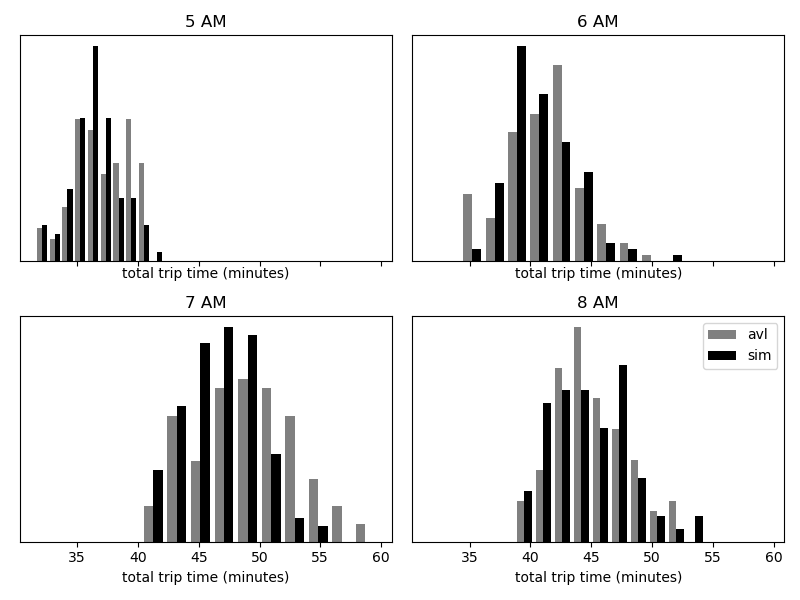 5 AM
6 AM
total trip time (minutes)
total trip time (minutes)
7 AM
8 AM
avl
sim
35 40 45 50 55 60
35 40 45 50 55 60
total trip time (minutes)
total trip time (minutes)